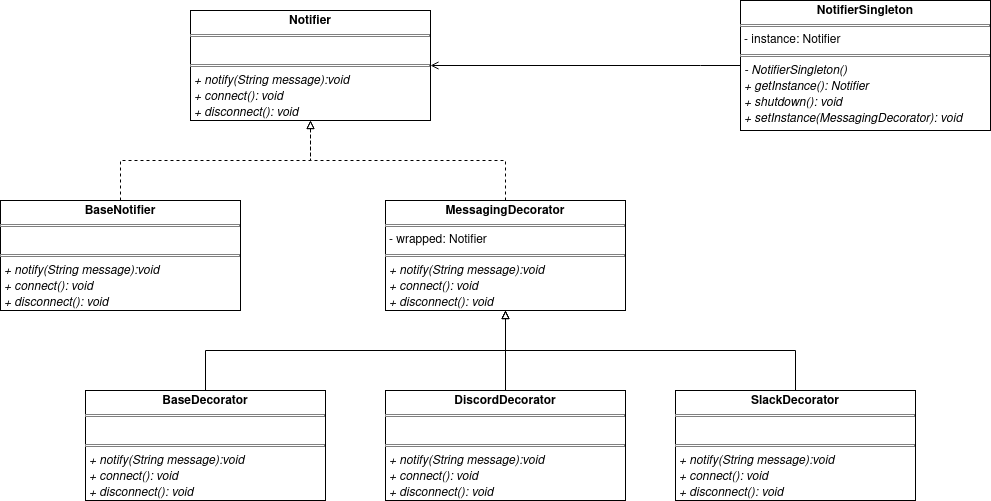 Notifier
+ notify(String message):void
+ connect(): void
+ disconnect(): void
NotifierSingleton
- instance: Notifier
- NotifierSingleton()
+ getInstance(): Notifier
+ shutdown(): void
+ setInstance(MessagingDecorator): void
BaseNotifier
+ notify(String message):void
+ connect(): void
+ disconnect(): void
MessagingDecorator
- wrapped: Notifier
+ notify(String message):void
+ connect(): void
+ disconnect(): void
BaseDecorator
+ notify(String message):void
+ connect(): void
+ disconnect(): void
DiscordDecorator
+ notify(String message):void
+ connect(): void
+ disconnect(): void
SlackDecorator
+ notify(String message):void
+ connect(): void
+ disconnect(): void